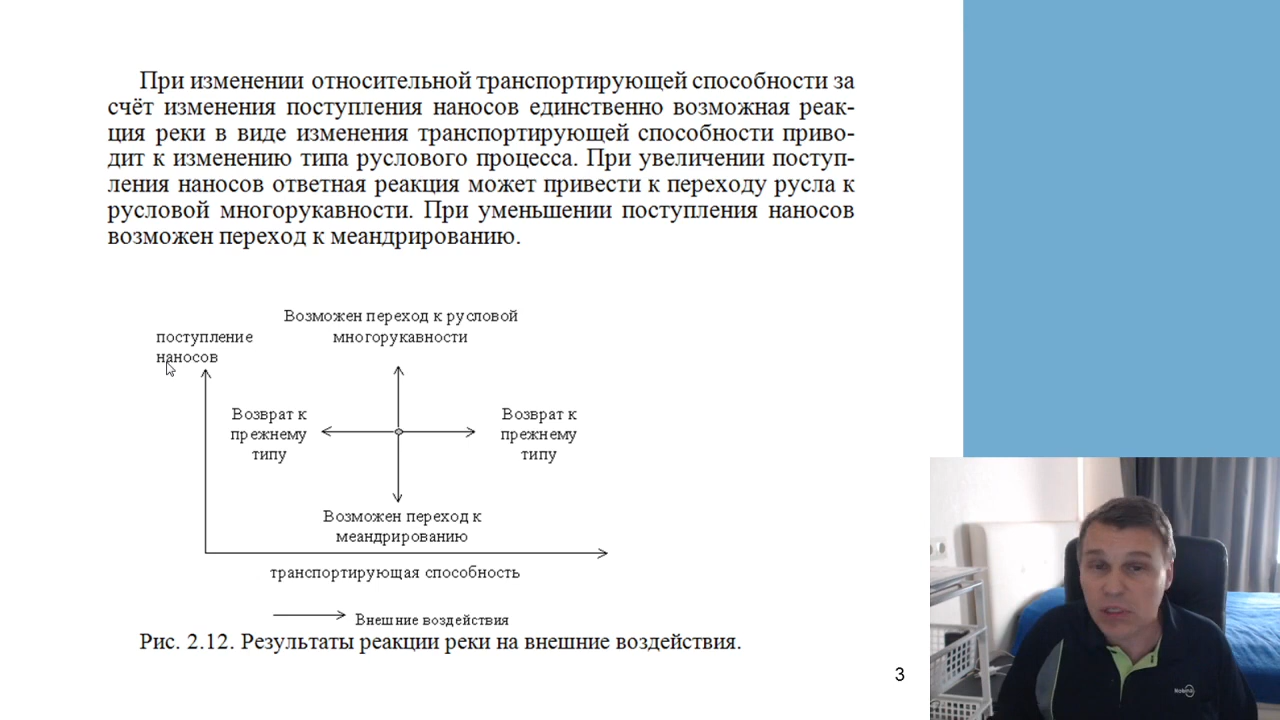 При изменении относительной транспортирующей способности за
счёт изменения поступления наносов единственно возможная реак-
ция реки в виде изменения транспортирующей способности приво-
дит к изменению типа руслового процесса. При увеличении поступ-
ления наносов ответная реакция может привести к переходу русла к
русловой многорукавности. При уменьшении поступления наносов
возможен переход к меандрированию.
Возможен переход к русловой
многорукавности
поступление
наносов
Возврат к
прежнему
типу
Возврат к
прежнему
типу
Возможен переход к
меандрированию
транспортирующая способность
Внешние воздействия
Рис. 2.12. Результаты реакции реки на внешние воздействия.
3